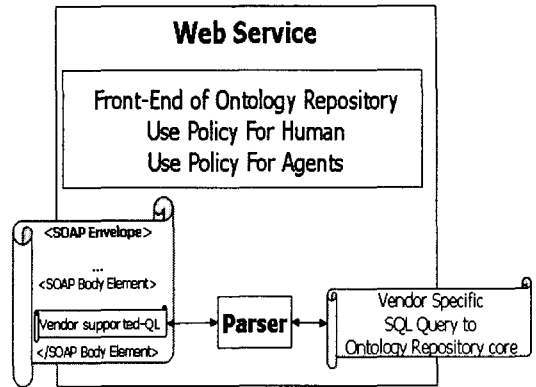 Web Service
Front-End of Ontology Repository
Use Policy For Human
Use Policy For Agents
<SOAP Envelope>
...
<SOAP Body Element>
Vendor supported-QL
</SOAP Body Element>
Parser
Vendor Specific
SQL Query to
Ontology Repository core